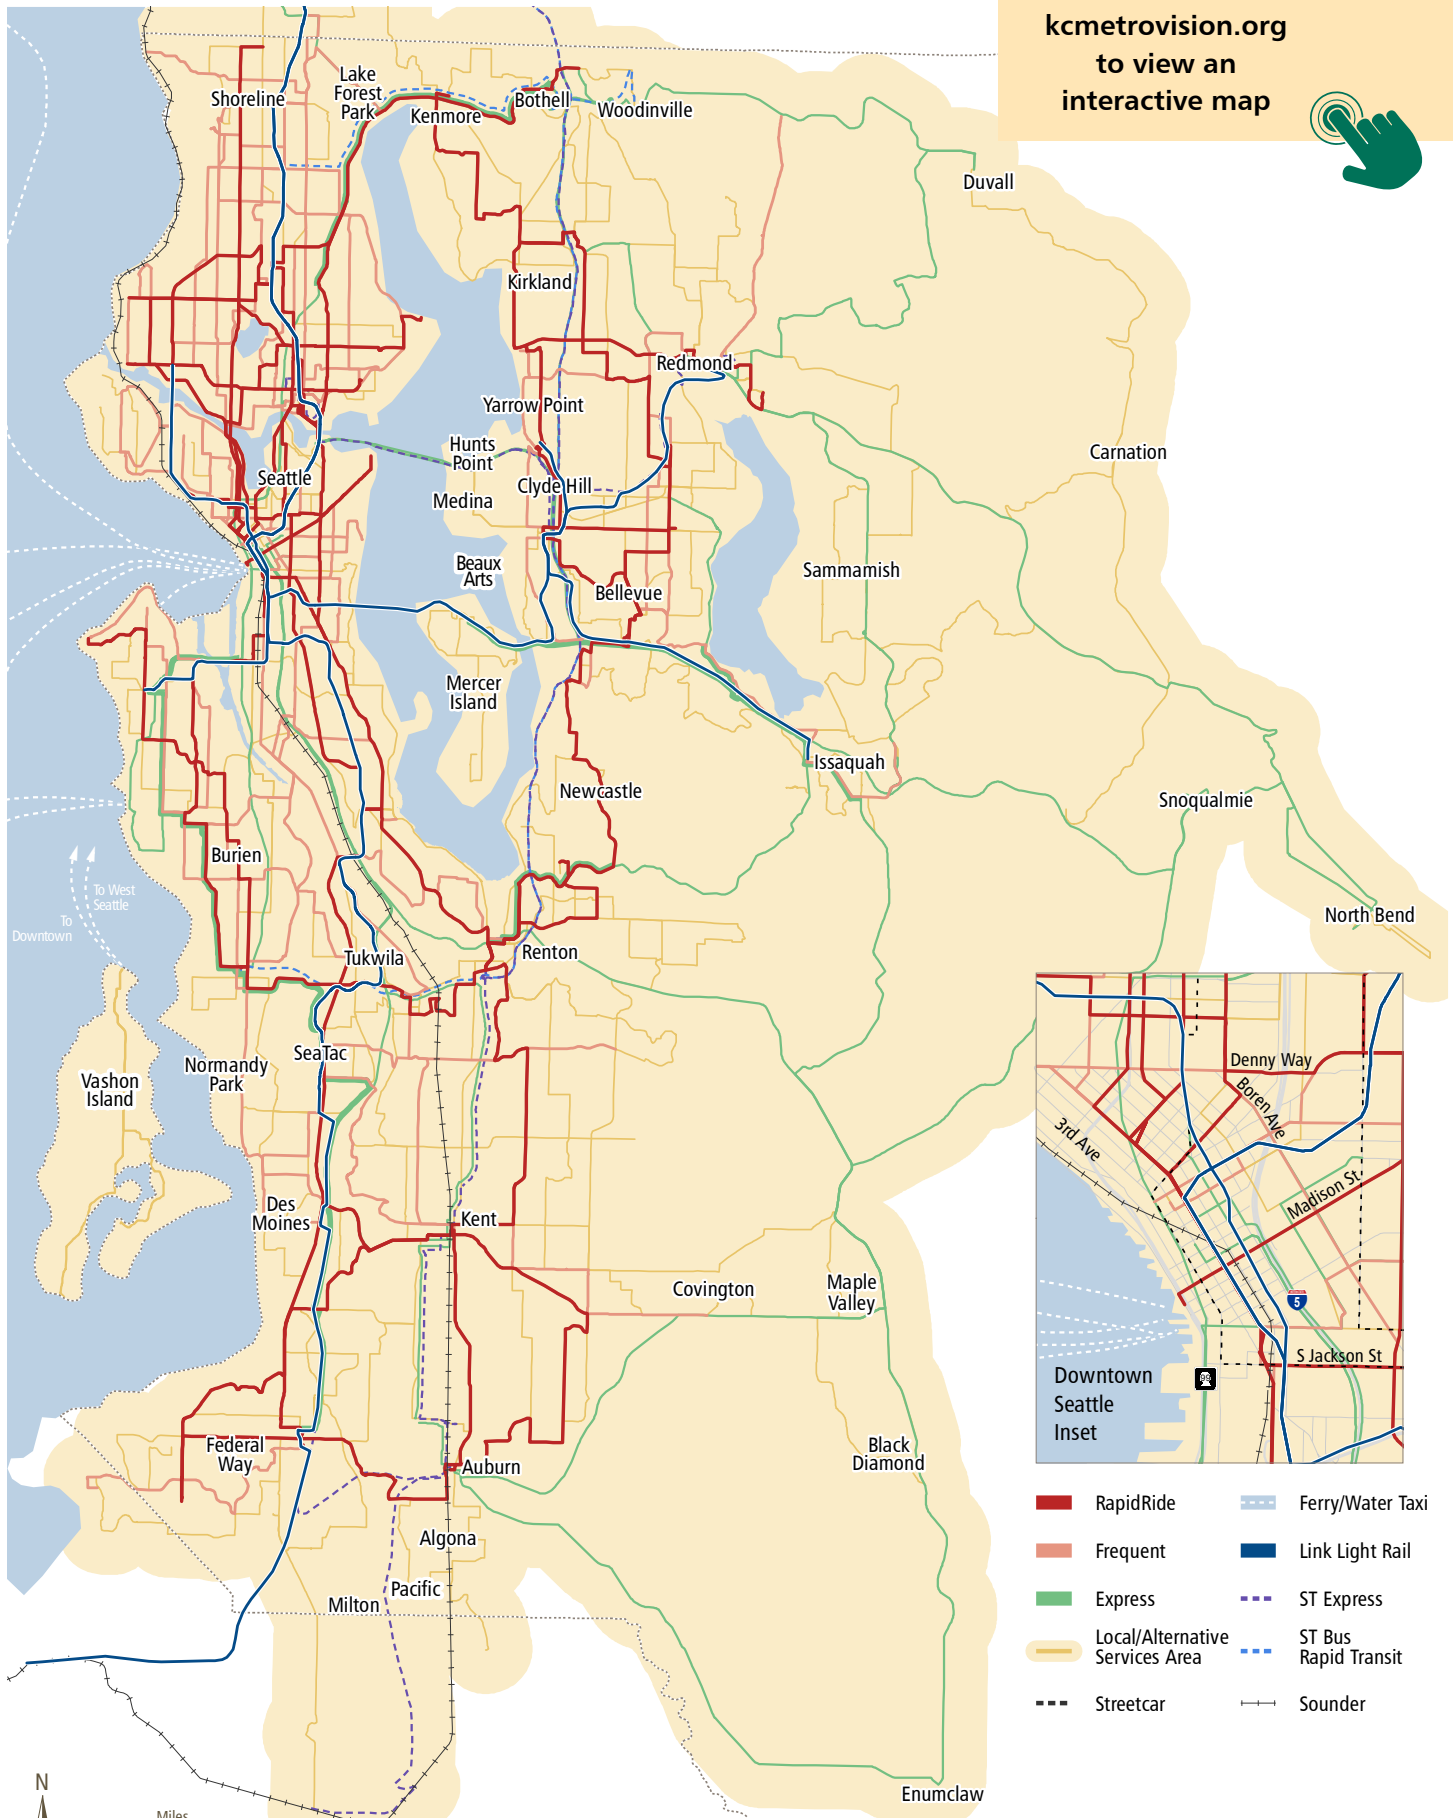 kcmetrovision.org
to view an
interactive map
Shoreline
Lake
Forest
Park
Kenmore
Bothell
Woodinville
Duvall
Kirkland
Redmond
Yarrow Point
Hunts
Point
Carnation
Seattle
Clyde Hill
Medina
Beaux
Arts
Sammamish
Bellevue
Mercer
Island
Issaquah
Newcastle
Snoqualmie
Burien
To West
Seattle
To
Downtown
North Bend
Renton
Tukwila
SeaTac
Normandy
Park
Vashon
Island
Des
Moines
Kent
Covington
Maple
Valley
Federal
Way
Auburn
Black
Diamond
Algona
Pacific
Milton
Enumclaw
N
Miles
Denny Way
Boren Ave
3rd Ave
Madison St
5
S Jackson St
99
Downtown
Seattle
Inset
RapidRide
Frequent
Express
Local/Alternative
Services Area
Streetcar
Ferry/Water Taxi
Link Light Rail
ST Express
ST Bus
Rapid Transit
Sounder